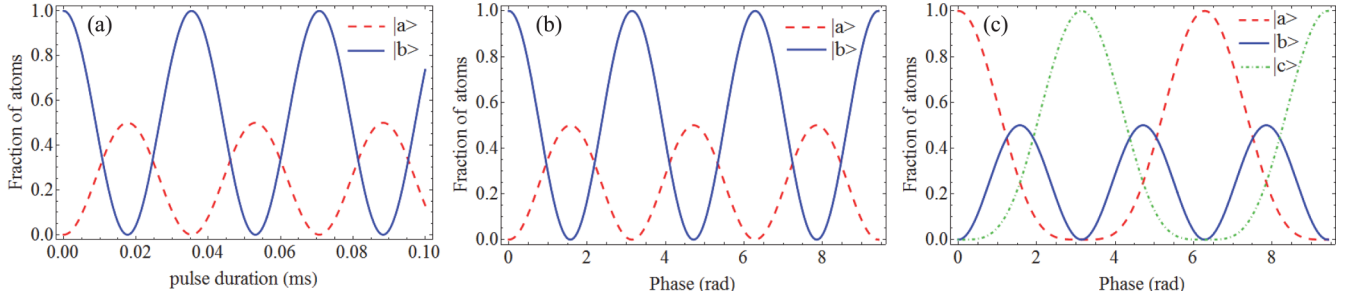 (a)
|a>
|b>
Fraction of atoms
1.0
0.8
0.6
0.4
0.2
0.0
0.00 0.02 0.04 0.06 0.08 0.10
pulse duration (ms)
(b)
|a>
|b>
Fraction of atoms
1.0
0.8
0.6
0.4
0.2
0.0
0 2 4 6 8
Phase (rad)
(c)
|a>
|b>
|c>
Fraction of atoms
1.0
0.8
0.6
0.4
0.2
0.0
0 2 4 6 8
Phase (rad)